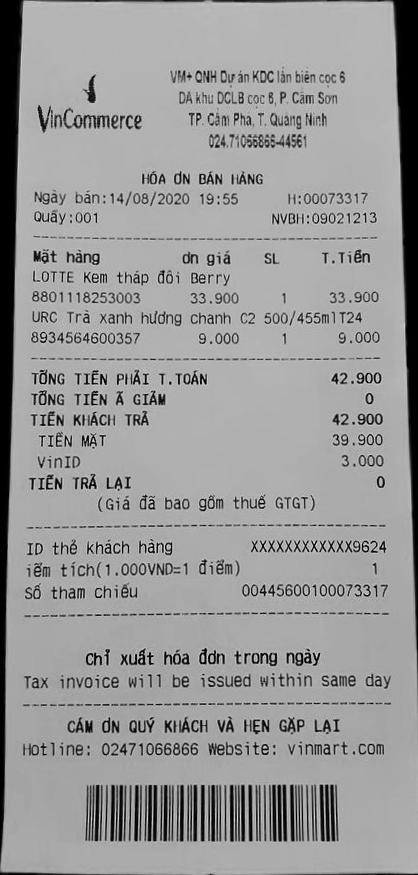 VinCommerce
VM+ QNH Dự án KDC lấn biển cọc 6
DA khu DCLB cọc 6, P. Cẩm Sơn
TP. Cẩm Phả, T. Quảng Ninh
024.71066866-44561
HÓA ĐƠN BÁN HÀNG
Ngày bán:14/08/2020 19:55 H:00073317
Quầy:001 NVBH:09021213
Mặt hàng ơn giá SL T.Tiền
LOTTE Kem tháp đôi Berry
8801118253003 33.900 1 33.900
URC Trà xanh hương chanh C2 500/455mlT24
8934564600357 9.000 1 9.000
TỔNG TIỀN PHẢI T.TOÁN 42.900
TỔNG TIỀN Ã GIẢM 0
TIỀN KHÁCH TRẢ 42.900
TIỀN MẶT 39.900
VinID 3.000
TIỀN TRẢ LẠI 0
(Giá đã bao gồm thuế GTGT)
ID thẻ khách hàng XXXXXXXXXXXX9624
iểm tích(1.000VND=1 điểm) 1
Số tham chiếu 00445600100073317
Chỉ xuất hóa đơn trong ngày
Tax invoice will be issued within same day
CẢM ƠN QUÝ KHÁCH VÀ HẸN GẶP LẠI
Hotline: 02471066866 Website: vinmart.com